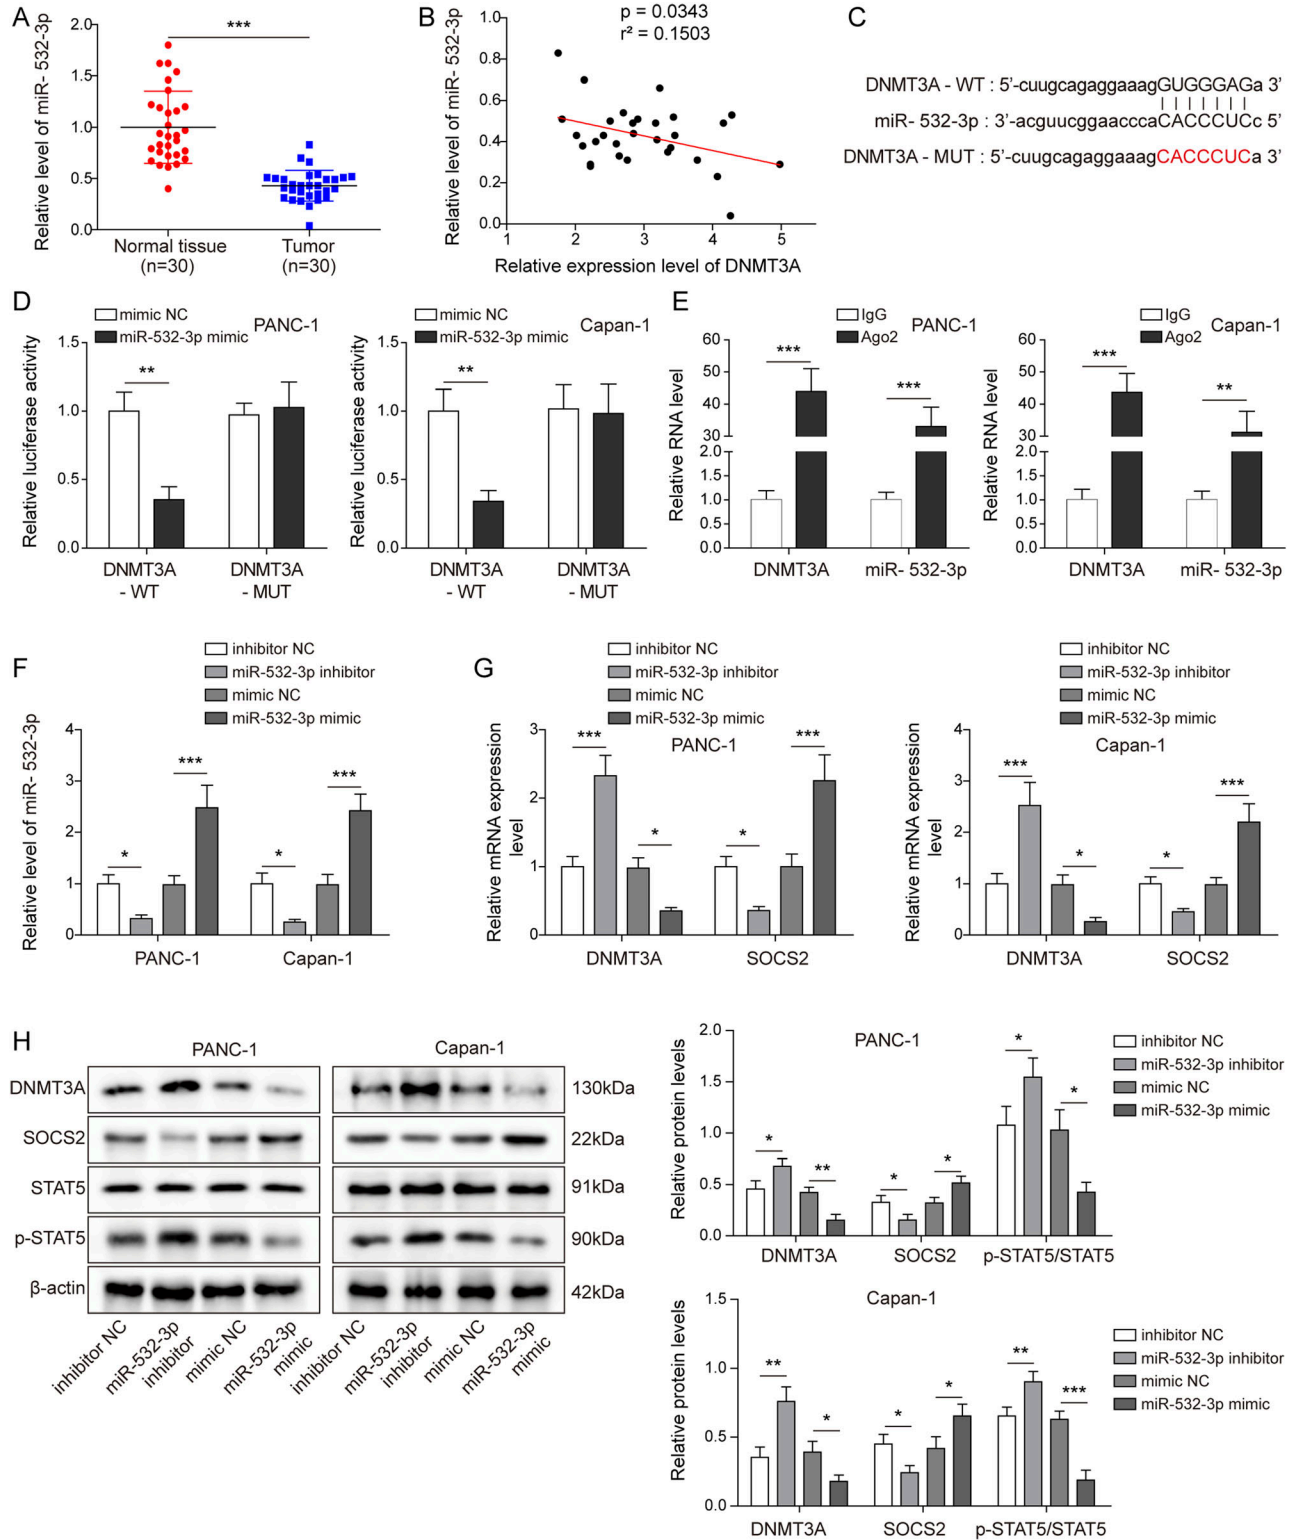 A
Relative level of miR- 532-3p
2.0
1.5
1.0
0.5
0.0
***
Normal tissue
(n=30)
Tumor
(n=30)
B
Relative level of miR- 532-3p
p = 0.0343
r² = 0.1503
1.0
0.8
0.6
0.4
0.2
0.0
1 2 3 4 5
Relative expression level of DNMT3A
C
DNMT3A - WT : 5'-cuugcagaggaaagGUGGGAGa 3'
miR- 532-3p : 3'-acguucggaacccaCACCCUCc 5'
DNMT3A - MUT : 5'-cuugcagaggaaagCACCCUCa 3'
D
mimic NC
miR-532-3p mimic
PANC-1
Relative luciferase activity
1.5
1.0
0.5
0.0
**
DNMT3A
- WT
DNMT3A
- MUT
mimic NC
miR-532-3p mimic
Capan-1
Relative luciferase activity
1.5
1.0
0.5
0.0
**
DNMT3A
- WT
DNMT3A
- MUT
E
IgG
Ago2
PANC-1
Relative RNA level
60
50
40
30
2.0
1.5
1.0
0.5
0.0
***
***
DNMT3A
miR- 532-3p
IgG
Ago2
Capan-1
Relative RNA level
60
50
40
30
2.0
1.5
1.0
0.5
0.0
***
**
DNMT3A
miR- 532-3p
F
inhibitor NC
miR-532-3p inhibitor
mimic NC
miR-532-3p mimic
Relative level of miR- 532-3p
4
3
2
1
0
*
***
*
***
PANC-1
Capan-1
G
inhibitor NC
miR-532-3p inhibitor
mimic NC
miR-532-3p mimic
PANC-1
Relative mRNA expression
level
3
2
1
0
***
*
*
***
DNMT3A
SOCS2
inhibitor NC
miR-532-3p inhibitor
mimic NC
miR-532-3p mimic
Capan-1
Relative mRNA expression
level
4
3
2
1
0
***
*
*
***
DNMT3A
SOCS2
H
PANC-1
Capan-1
DNMT3A
130kDa
SOCS2
22kDa
STAT5
91kDa
p-STAT5
90kDa
β-actin
42kDa
inhibitor NC
miR-532-3p
inhibitor
mimic NC
miR-532-3p
mimic
inhibitor NC
miR-532-3p
inhibitor
mimic NC
miR-532-3p
mimic
PANC-1
Relative protein levels
2.0
1.5
1.0
0.5
0.0
*
**
*
*
*
*
DNMT3A
SOCS2
p-STAT5/STAT5
inhibitor NC
miR-532-3p inhibitor
mimic NC
miR-532-3p mimic
Capan-1
Relative protein levels
1.5
1.0
0.5
0.0
**
*
*
*
**
***
DNMT3A
SOCS2
p-STAT5/STAT5
inhibitor NC
miR-532-3p inhibitor
mimic NC
miR-532-3p mimic